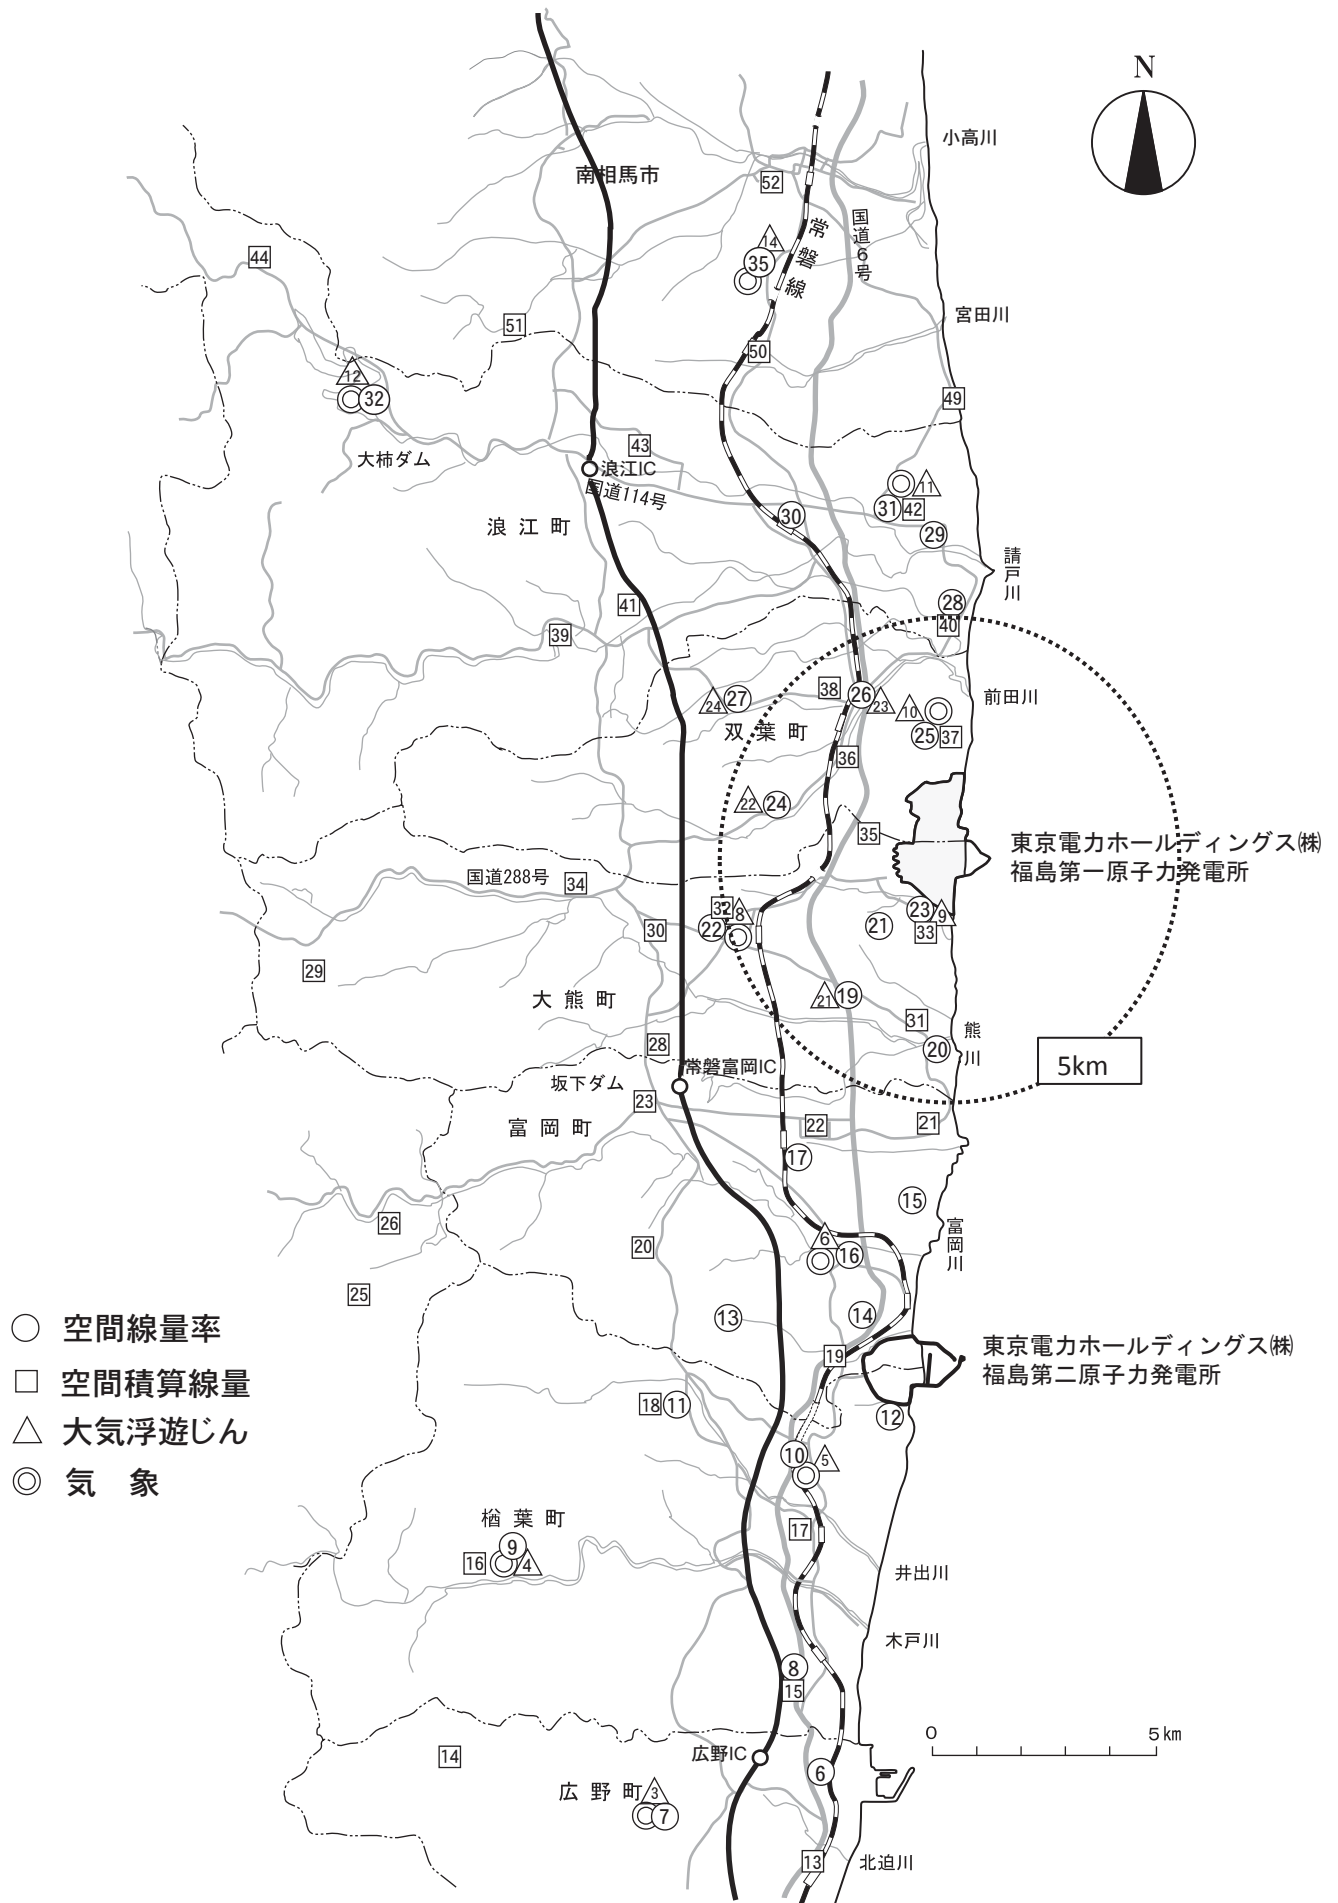 N
小高川
南相馬市
52
国道6号
14
常磐線
35
44
宮田川
51
50
12
32
49
43
大柿ダム
浪江IC
国道114号
11
31
42
30
浪江町
29
請戸川
28
41
40
39
38
26
23
10
前田川
24
27
25
37
双葉町
36
22
24
35
東京電力ホールディングス㈱
福島第一原子力発電所
国道288号
34
32
8
23
9
22
21
33
30
29
21
19
大熊町
31
熊川
28
20
常磐富岡IC
5km
坂下ダム
23
22
21
富岡町
17
15
26
富岡川
6
16
20
25
13
14
○ 空間線量率
19
東京電力ホールディングス㈱
福島第二原子力発電所
□ 空間積算線量
18
11
12
△ 大気浮遊じん
10
5
◎ 気象
楢葉町
17
9
16
4
井出川
木戸川
8
15
0
5km
14
広野IC
6
広野町
3
7
13
北迫川